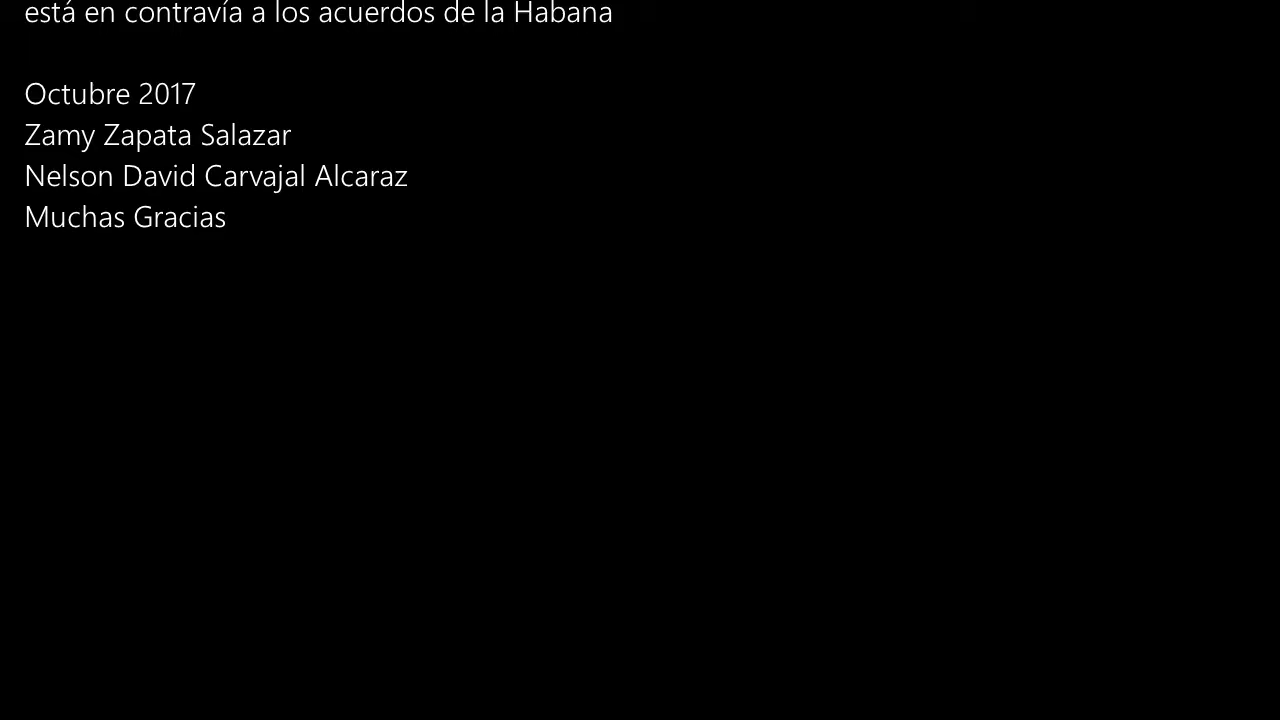 está en contravía a los acuerdos de la Habana
Octubre 2017
Zamy Zapata Salazar
Nelson David Carvajal Alcaraz
Muchas Gracias